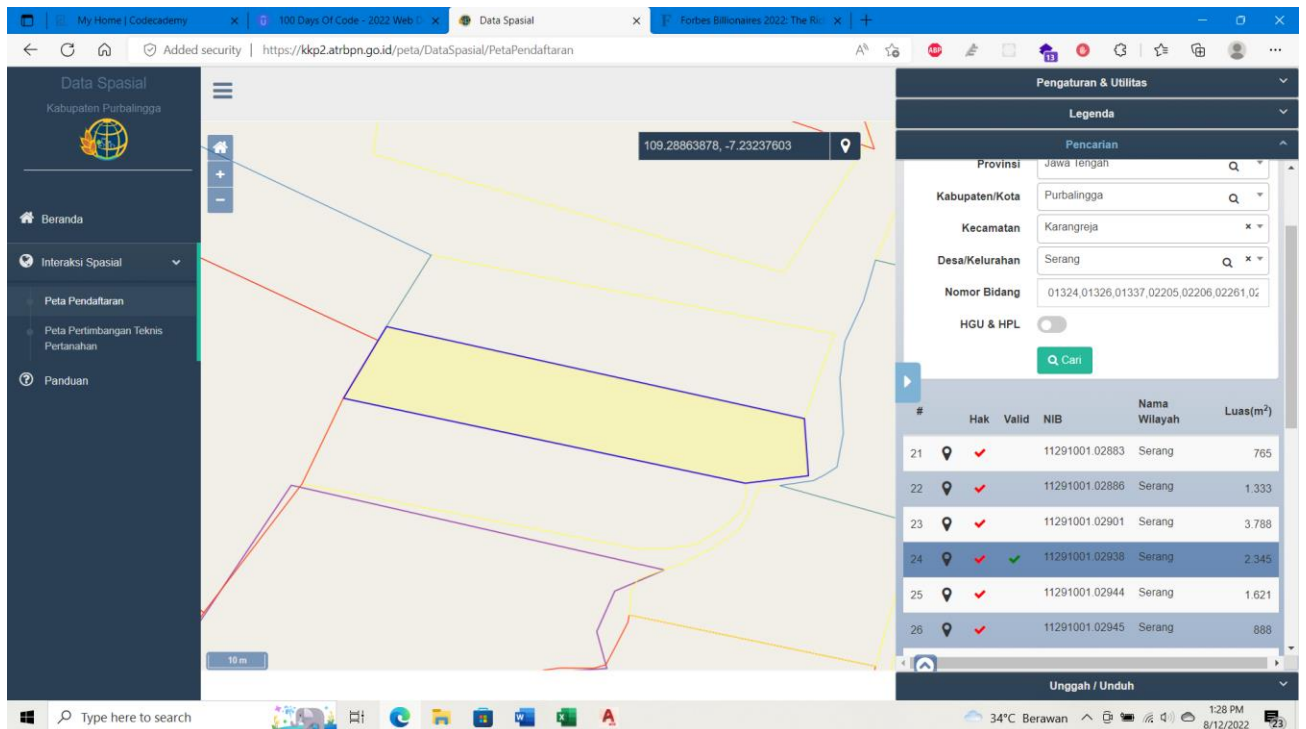 My Home | Codecademy
100 Days Of Code - 2022 Web D
Data Spasial
Forbes Billionaires 2022: The Ric
Added security
https://kkp2.atrbpn.go.id/peta/DataSpasial/PetaPendaftaran
ABP
13
Data Spasial
Kabupaten Purbalingga
Beranda
Interaksi Spasial
Peta Pendaftaran
Peta Pertimbangan Teknis
Pertanahan
Panduan
109.28863878, -7.23237603
10 m
Pengaturan & Utilitas
Legenda
Pencarian
Provinsi Jawa Tengah
Kabupaten/Kota Purbalingga
Kecamatan Karangreja
Desa/Kelurahan Serang
Nomor Bidang 01324,01326,01337,02205,02206,02261,02
HGU & HPL
Cari
# Hak Valid NIB Nama Wilayah Luas(m²)
21 11291001.02883 Serang 765
22 11291001.02886 Serang 1.333
23 11291001.02901 Serang 3.788
24 11291001.02938 Serang 2.345
25 11291001.02944 Serang 1.621
26 11291001.02945 Serang 888
Unggah / Unduh
Type here to search
34°C Berawan
1:28 PM
8/12/2022
23